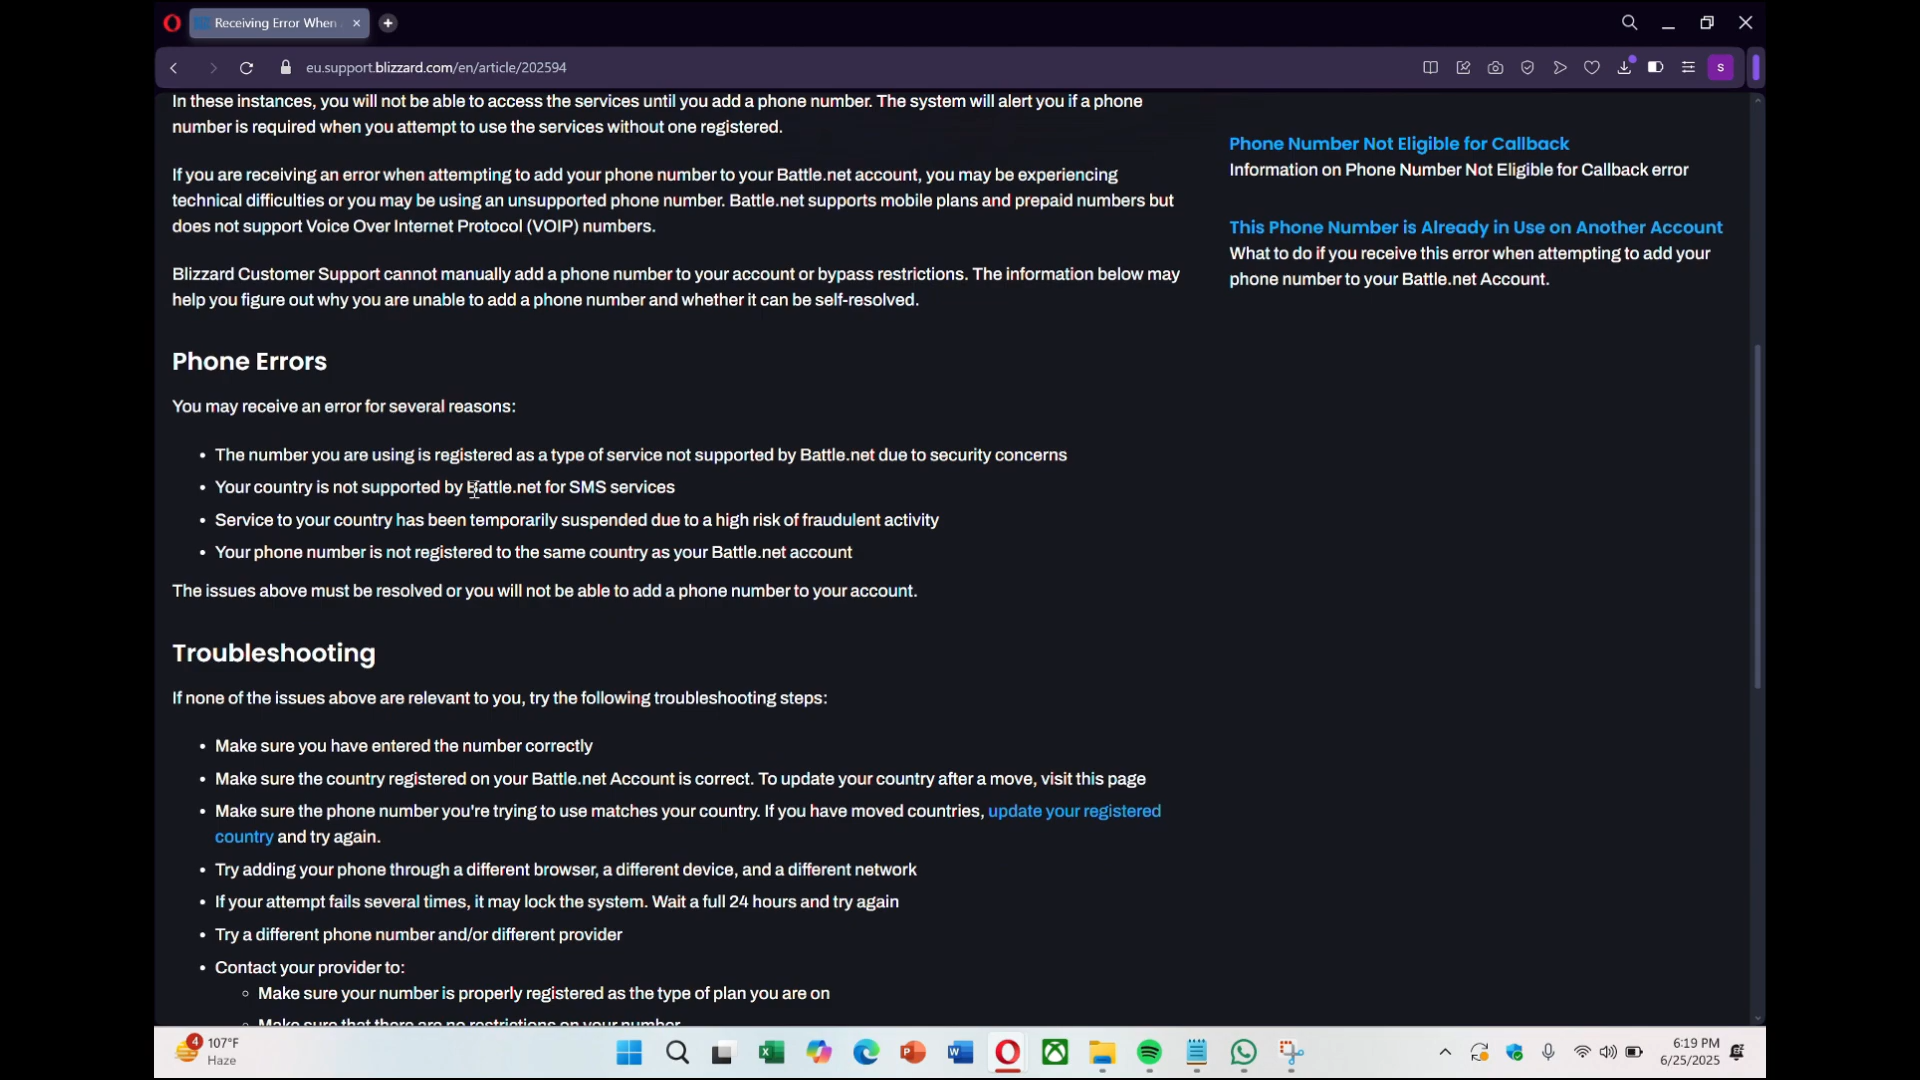 Receiving Error When
eu.support.blizzard.com/en/article/202594
S
In these instances, you will not be able to access the services until you add a phone number. The system will alert you if a phone
number is required when you attempt to use the services without one registered.
If you are receiving an error when attempting to add your phone number to your Battle.net account, you may be experiencing
technical difficulties or you may be using an unsupported phone number. Battle.net supports mobile plans and prepaid numbers but
does not support Voice Over Internet Protocol (VOIP) numbers.
Blizzard Customer Support cannot manually add a phone number to your account or bypass restrictions. The information below may
help you figure out why you are unable to add a phone number and whether it can be self-resolved.
Phone Errors
You may receive an error for several reasons:
• The number you are using is registered as a type of service not supported by Battle.net due to security concerns
• Your country is not supported by Battle.net for SMS services
• Service to your country has been temporarily suspended due to a high risk of fraudulent activity
• Your phone number is not registered to the same country as your Battle.net account
The issues above must be resolved or you will not be able to add a phone number to your account.
Troubleshooting
If none of the issues above are relevant to you, try the following troubleshooting steps:
• Make sure you have entered the number correctly
• Make sure the country registered on your Battle.net Account is correct. To update your country after a move, visit this page
• Make sure the phone number you're trying to use matches your country. If you have moved countries, update your registered
country and try again.
• Try adding your phone through a different browser, a different device, and a different network
• If your attempt fails several times, it may lock the system. Wait a full 24 hours and try again
• Try a different phone number and/or different provider
• Contact your provider to:
◦ Make sure your number is properly registered as the type of plan you are on
◦ Make sure that there are no restrictions on your number
Phone Number Not Eligible for Callback
Information on Phone Number Not Eligible for Callback error
This Phone Number is Already in Use on Another Account
What to do if you receive this error when attempting to add your
phone number to your Battle.net Account.
4
107°F
Haze
6:19 PM
6/25/2025